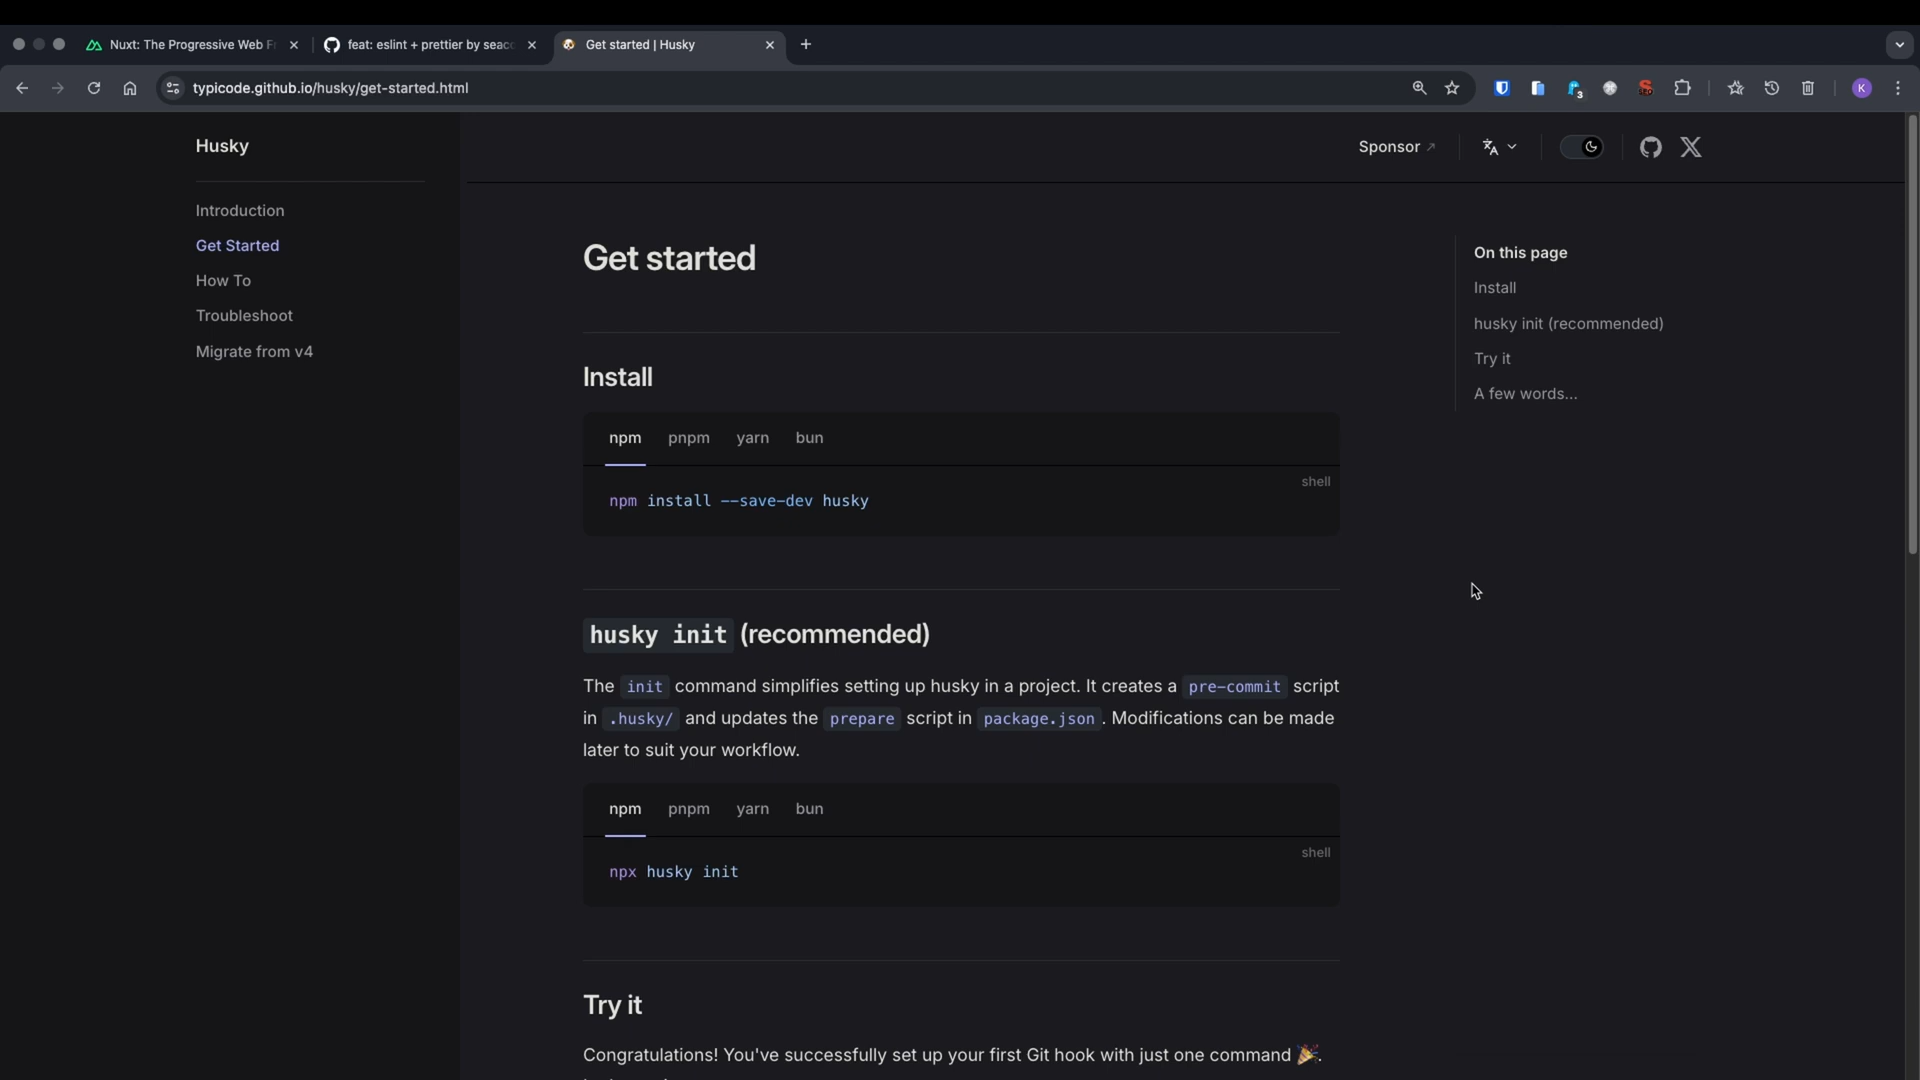 Nuxt: The Progressive Web F
feat: eslint + prettier by seaco
Get started | Husky
typicode.github.io/husky/get-started.html
3
K
Husky
Introduction
Get Started
How To
Troubleshoot
Migrate from v4
Sponsor
Get started
On this page
Install
husky init (recommended)
Try it
A few words...
Install
npm pnpm yarn bun
shell
npm install --save-dev husky
husky init (recommended)
The init command simplifies setting up husky in a project. It creates a pre-commit script
in .husky/ and updates the prepare script in package.json. Modifications can be made
later to suit your workflow.
npm pnpm yarn bun
shell
npx husky init
Try it
Congratulations! You've successfully set up your first Git hook with just one command 🎉.